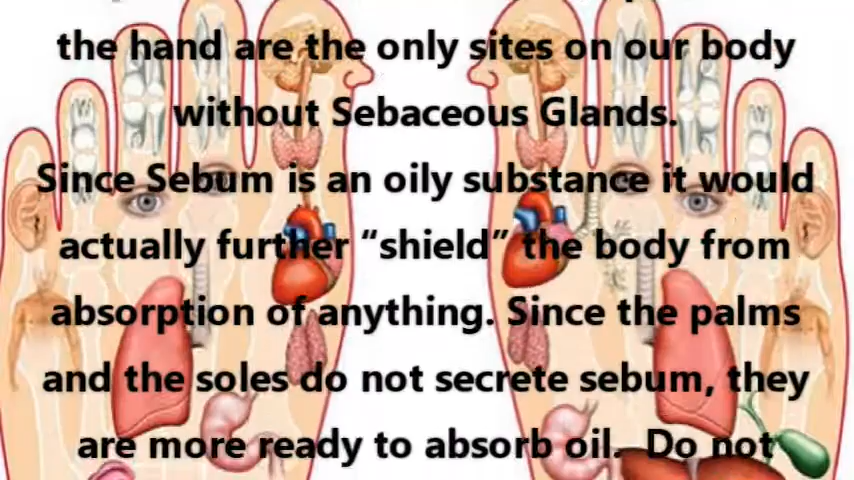 the hand are the only sites on our body
without Sebaceous Glands.
Since Sebum is an oily substance it would
actually further “shield” the body from
absorption of anything. Since the palms
and the soles do not secrete sebum, they
are more ready to absorb oil. Do not